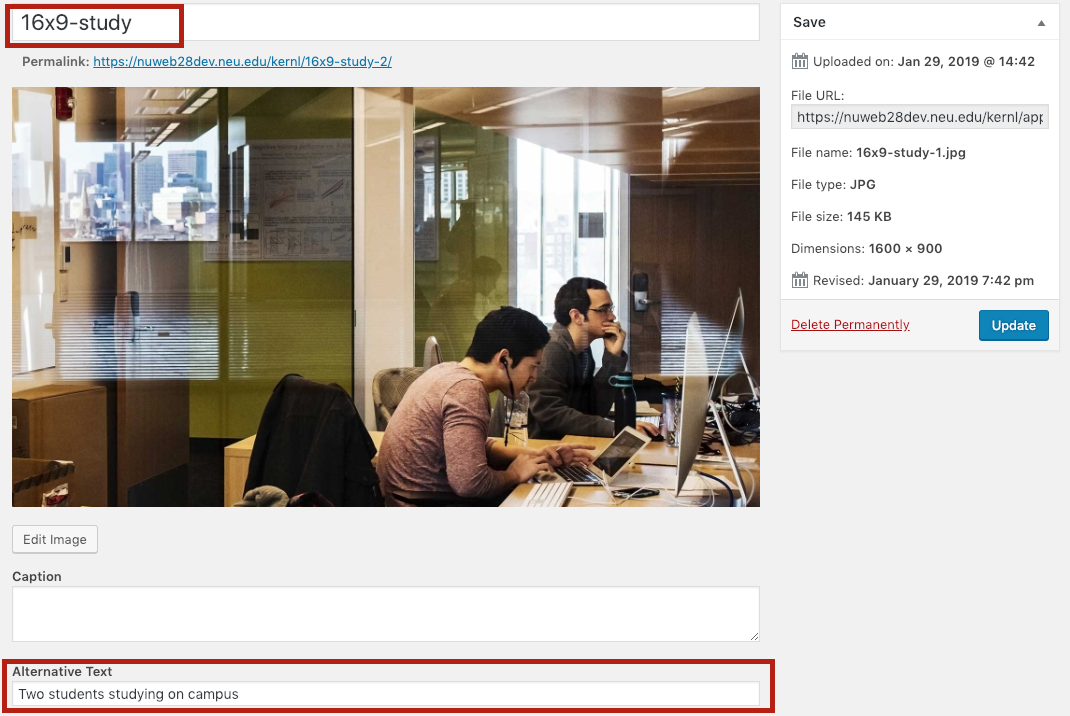 16x9-study
Permalink: https://nuweb28dev.neu.edu/kernl/16x9-study-2/
Edit Image
Caption
Alternative Text
Two students studying on campus
Save
Uploaded on: Jan 29, 2019 @ 14:42
File URL:
https://nuweb28dev.neu.edu/kernl/app
File name: 16x9-study-1.jpg
File type: JPG
File size: 145 KB
Dimensions: 1600 × 900
Revised: January 29, 2019 7:42 pm
Delete Permanently
Update